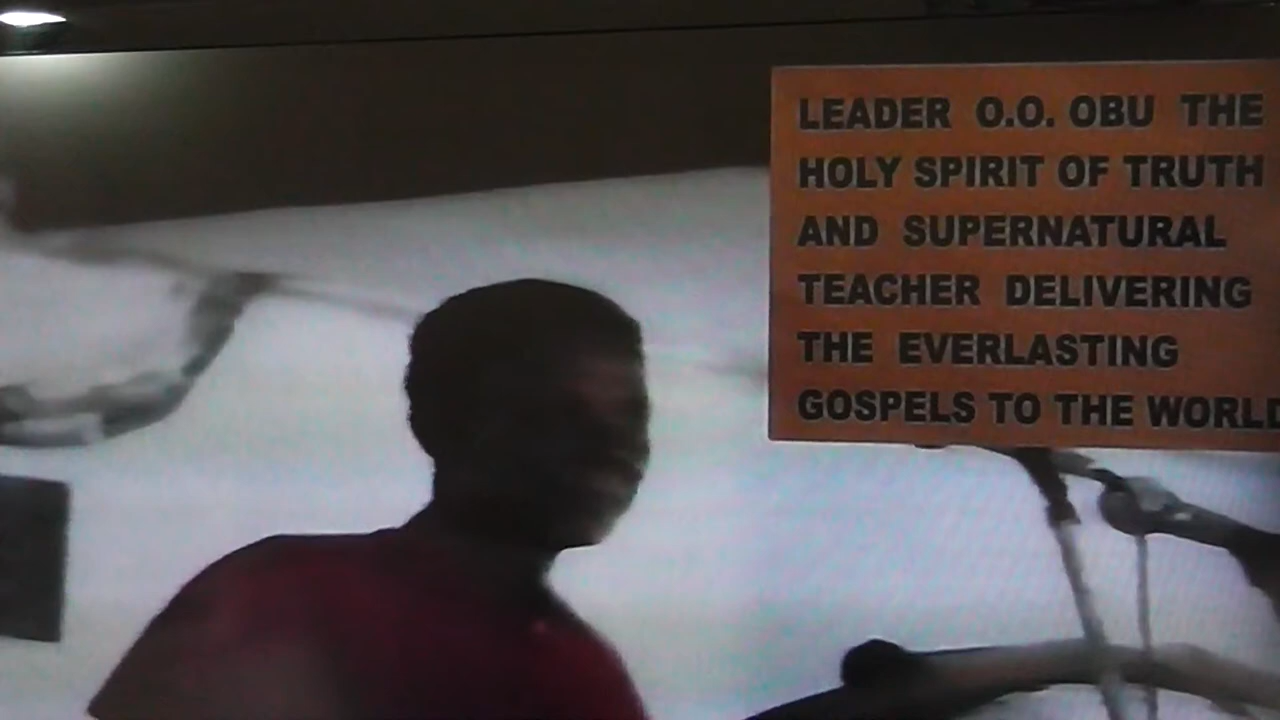 LEADER O.O. OBU THE
HOLY SPIRIT OF TRUTH
AND SUPERNATURAL
TEACHER DELIVERING
THE EVERLASTING
GOSPELS TO THE WORLD